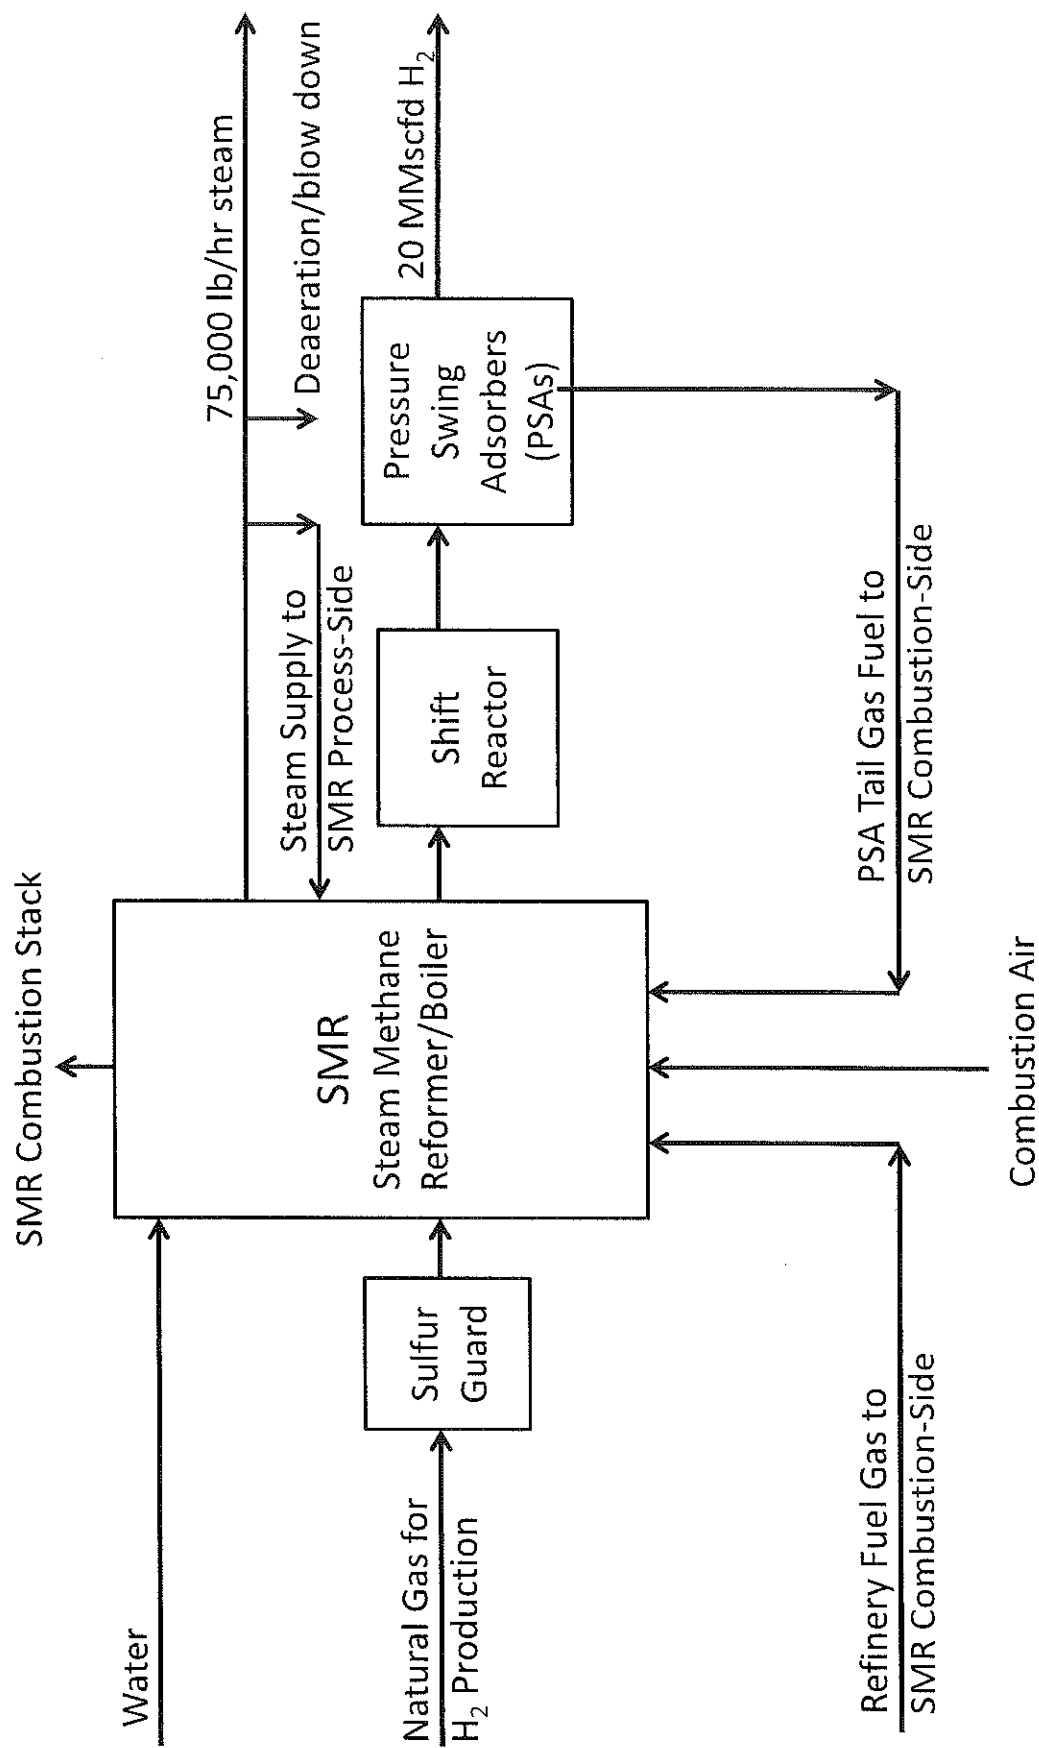 SMR Combustion Stack
Water
75,000 lb/hr steam
Steam Supply to
SMR Process-Side
Deaeration/blow down
SMR
Steam Methane
Reformer/Boiler
Natural Gas for
H₂ Production
Sulfur
Guard
Shift
Reactor
Pressure
Swing
Adsorbers
(PSAs)
20 MMscfd H₂
Refinery Fuel Gas to
SMR Combustion-Side
PSA Tail Gas Fuel to
SMR Combustion-Side
Combustion Air